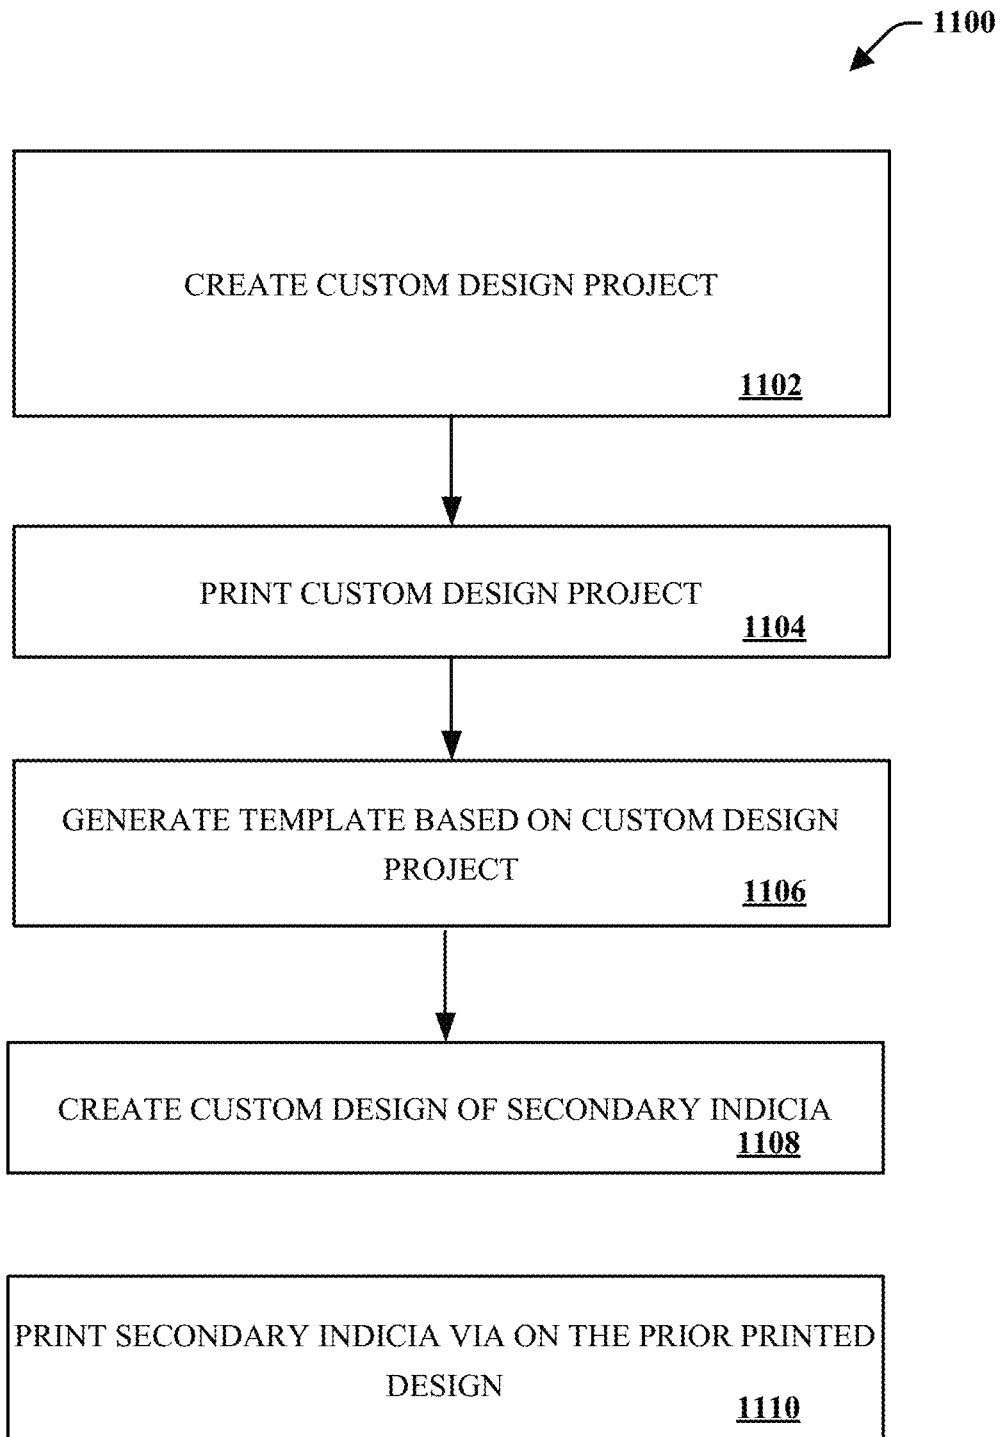 1100
CREATE CUSTOM DESIGN PROJECT
1102
PRINT CUSTOM DESIGN PROJECT
1104
GENERATE TEMPLATE BASED ON CUSTOM DESIGN
PROJECT
1106
CREATE CUSTOM DESIGN OF SECONDARY INDICIA
1108
PRINT SECONDARY INDICIA VIA ON THE PRIOR PRINTED
DESIGN
1110